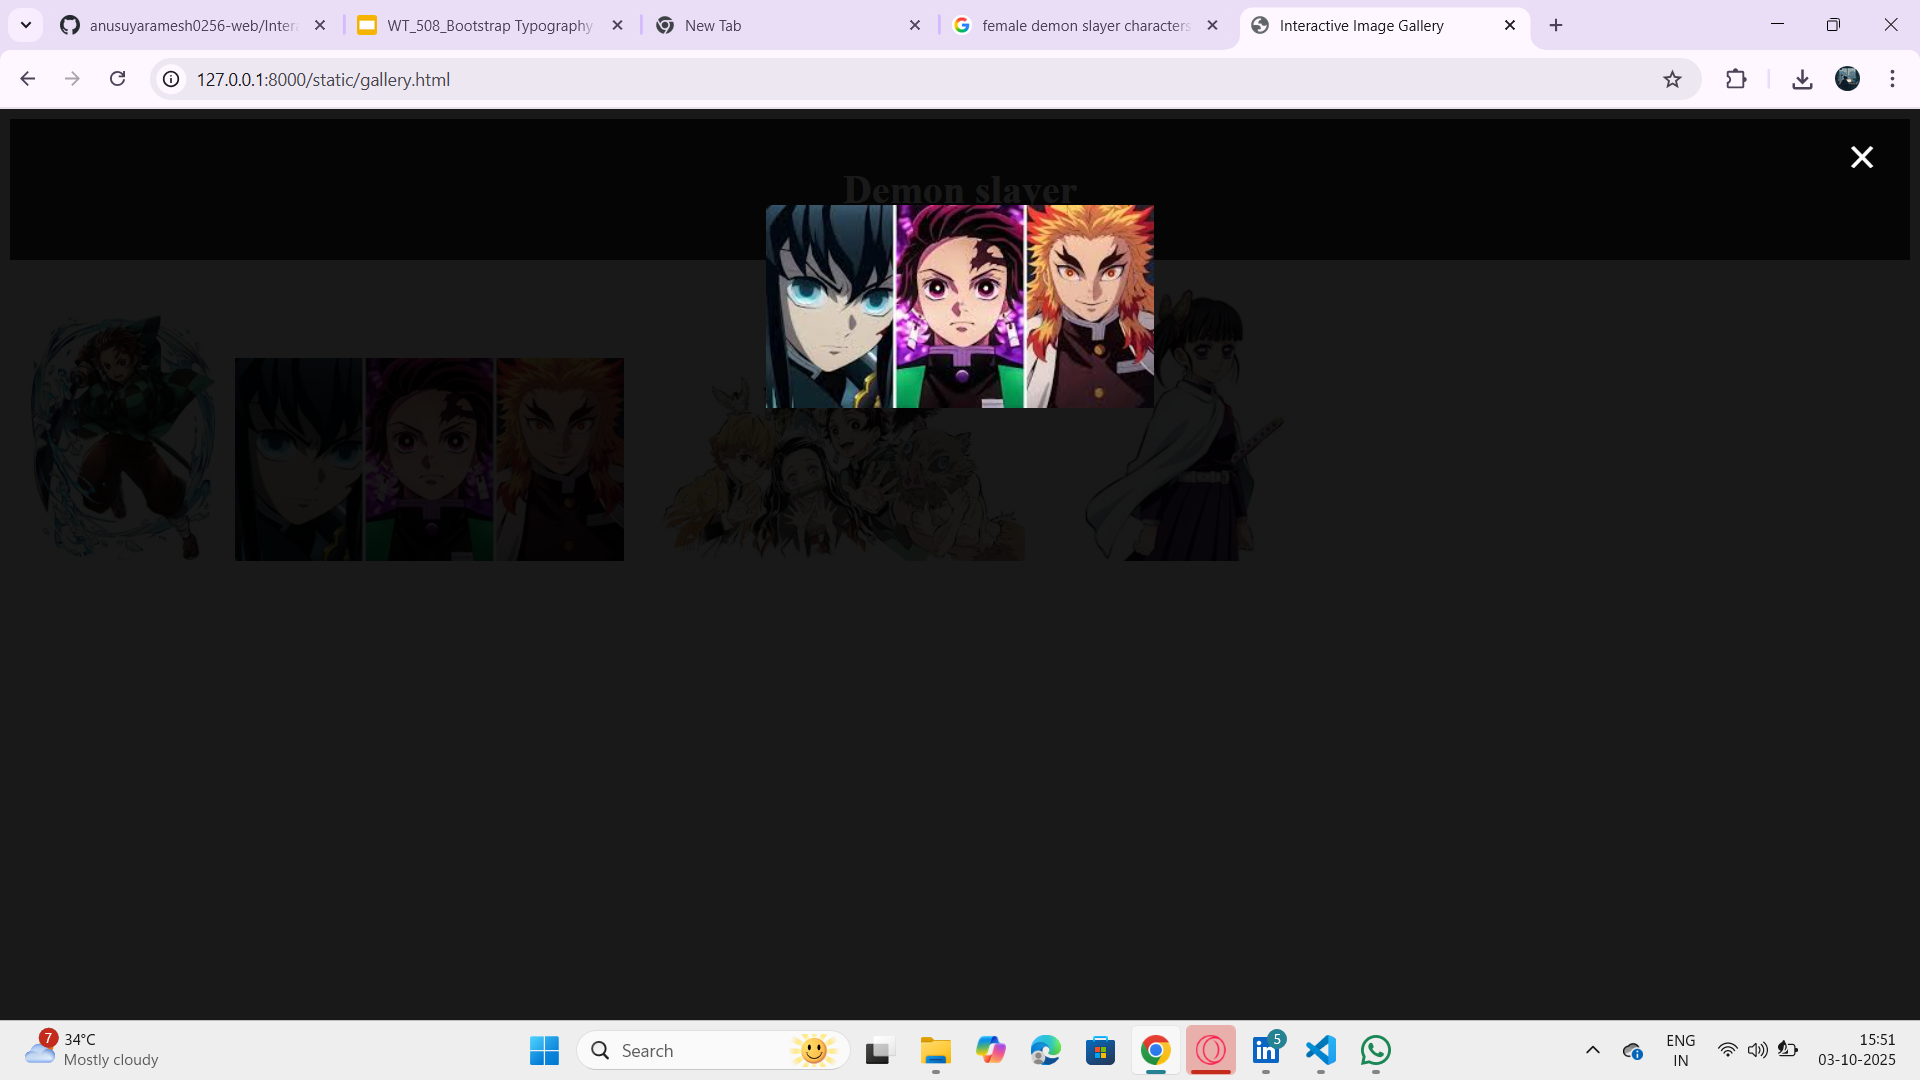 anusuyaramesh0256-web/Intera
WT_508_Bootstrap Typography
New Tab
female demon slayer characters
Interactive Image Gallery
127.0.0.1:8000/static/gallery.html
Demon slayer
7
34°C
Mostly cloudy
Search
5
ENG
IN
15:51
03-10-2025